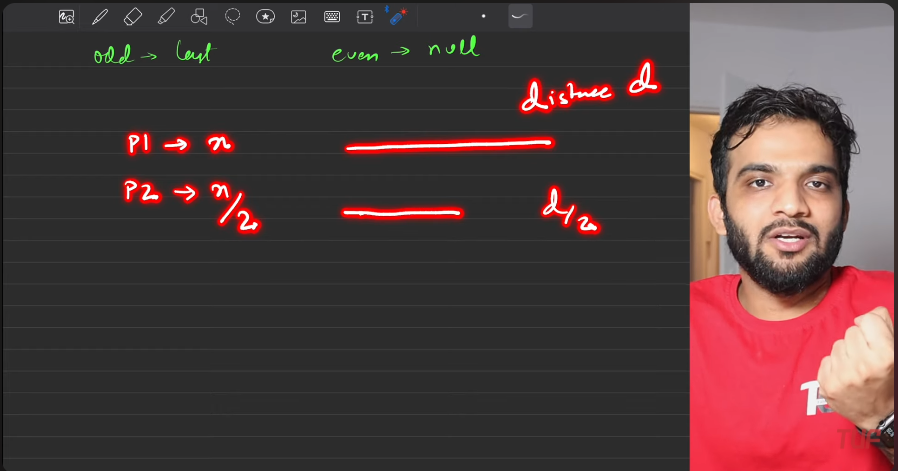 odd → last
even → null
distance d
P1 → n
P2 → n/2
d/2